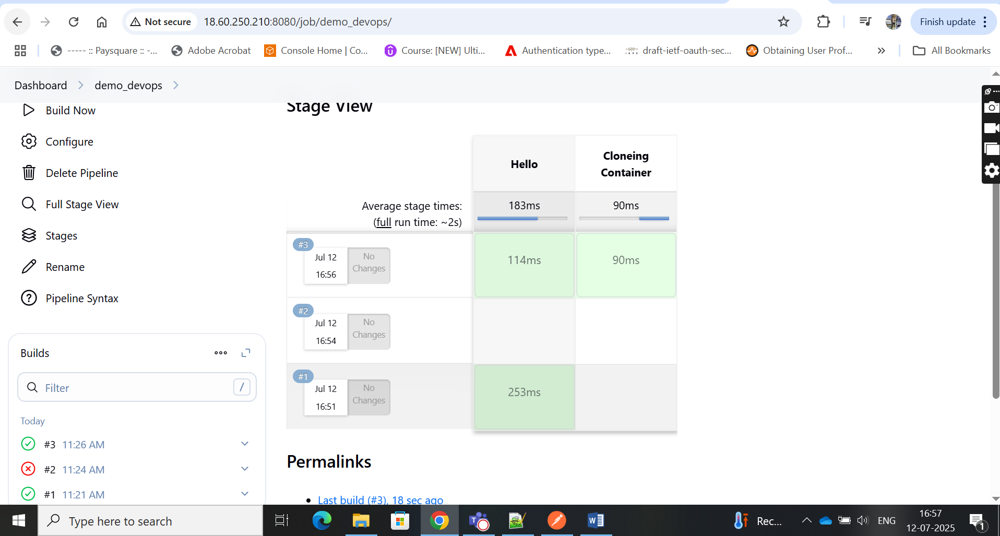 Not secure
18.60.250.210:8080/job/demo_devops/
Finish update
----- :: Paysquare :: -...
Adobe Acrobat
Console Home | Co...
Course: [NEW] Ulti...
Authentication type...
draft-ietf-oauth-sec...
Obtaining User Prof...
»
All Bookmarks
Dashboard
demo_devops
Build Now
Configure
Delete Pipeline
Full Stage View
Stages
Rename
Pipeline Syntax
Builds
Filter
/
Today
#3 11:26 AM
#2 11:24 AM
#1 11:21 AM
Stage View
Hello
Cloneing
Container
Average stage times:
(full run time: ~2s)
183ms
90ms
#3
Jul 12
16:56
No
Changes
114ms
90ms
#2
Jul 12
16:54
No
Changes
#1
Jul 12
16:51
No
Changes
253ms
Permalinks
Last build (#3), 18 sec ago
Type here to search
Rec...
ENG
16:57
12-07-2025
1